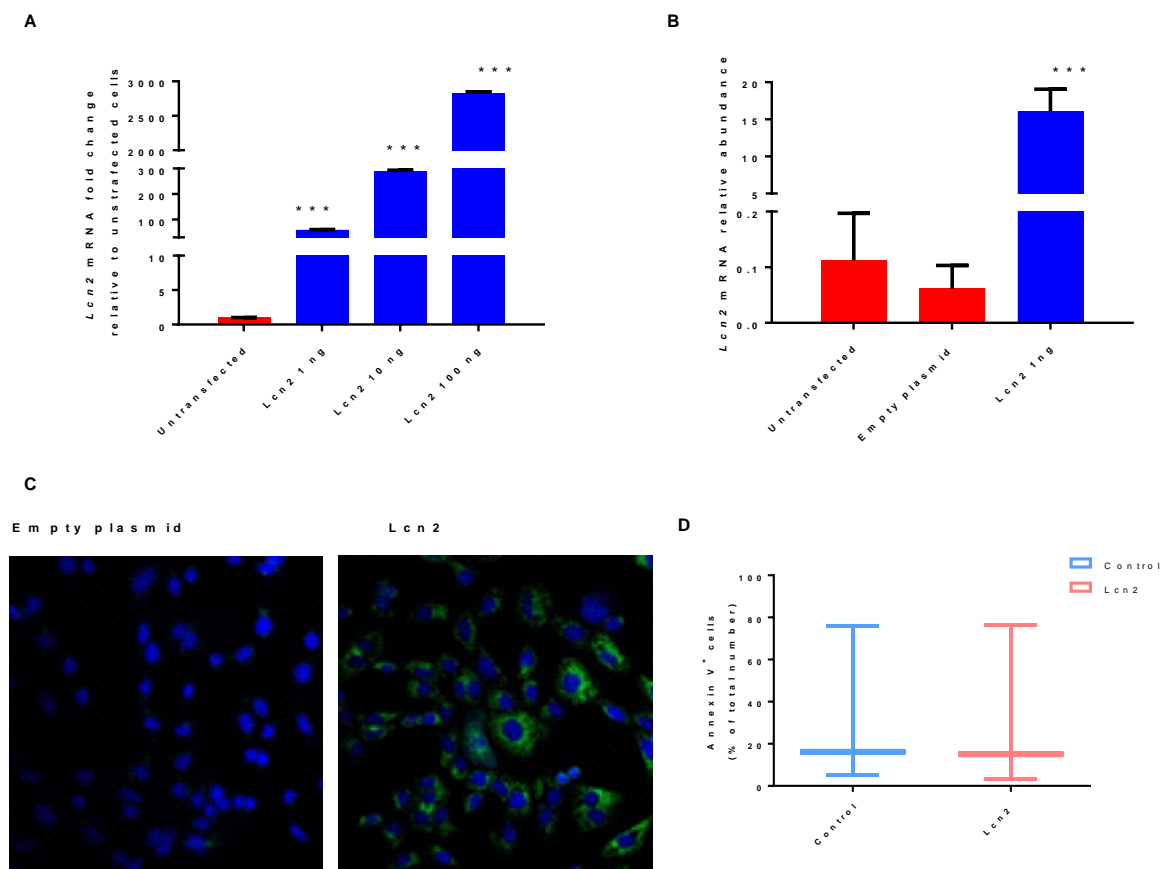 A
Lcn2 mRNA fold change
relative to unstrafected cells
3000
2500
2000
300
200
100
10
5
0
***
***
***
Untransfected
Lcn2 1 ng
Lcn2 10 ng
Lcn2 100 ng
B
Lcn2 mRNA relative abundance
20
15
5
0.2
0.1
0.0
***
Untransfected
Empty plasmid
Lcn2 1ng
C
Empty plasmid
Lcn2
D
Annexin V+ cells
(% of total number)
100
80
60
40
20
0
Control
Lcn2
Control
Lcn2